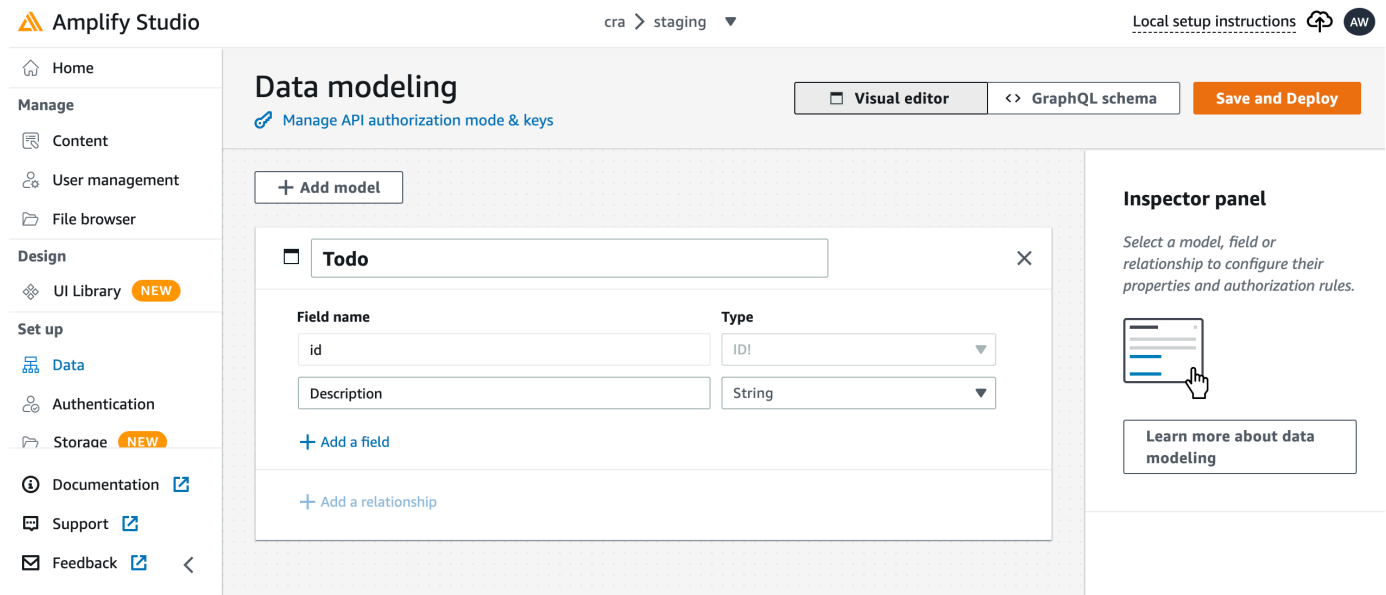 Amplify Studio
cra > staging
Local setup instructions
AW
Home
Manage
Content
User management
File browser
Design
UI Library NEW
Set up
Data
Authentication
Storage NEW
Documentation
Support
Feedback
Data modeling
Manage API authorization mode & keys
Visual editor
<> GraphQL schema
Save and Deploy
+ Add model
Todo
Field name Type
id ID!
Description String
+ Add a field
+ Add a relationship
Inspector panel
Select a model, field or
relationship to configure their
properties and authorization rules.
Learn more about data
modeling